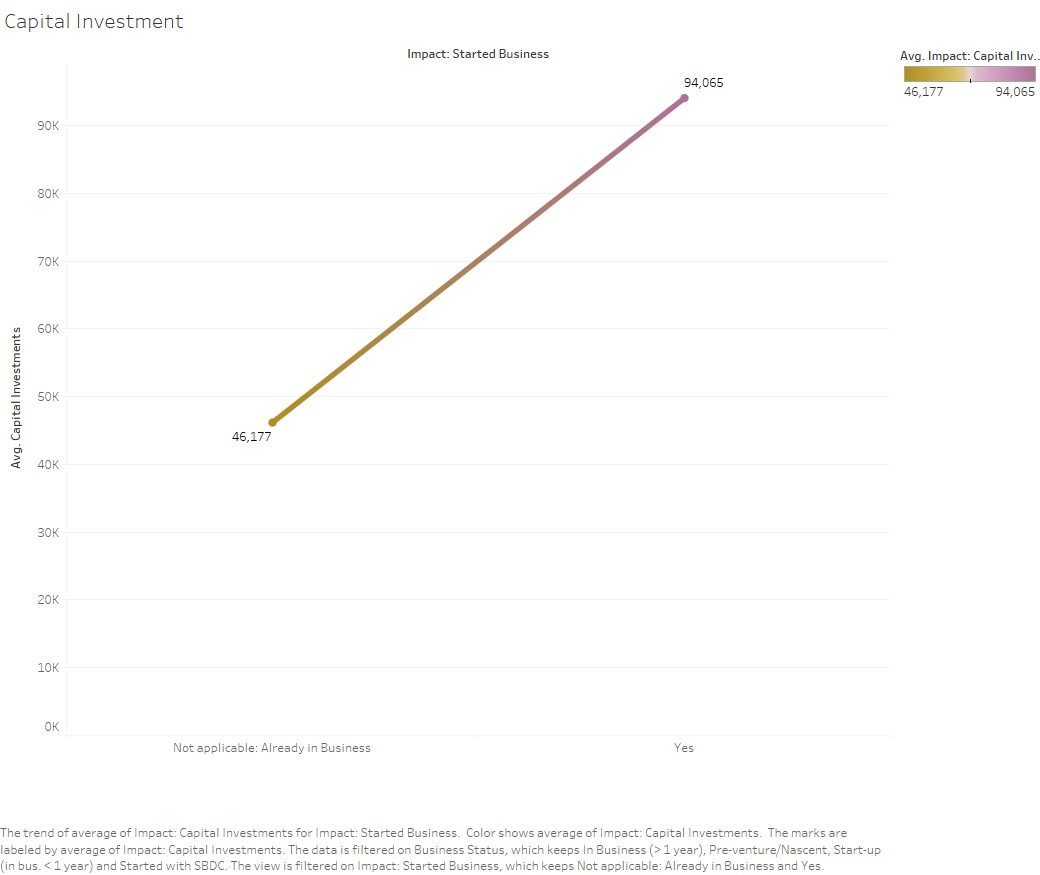 Capital Investment
Impact: Started Business
Avg. Impact: Capital Inv..
46,177 94,065
94,065
90K
80K
70K
60K
50K
46,177
40K
30K
20K
10K
0K
Avg. Capital Investments
Not applicable: Already in Business Yes
The trend of average of Impact: Capital Investments for Impact: Started Business.  Color shows average of Impact: Capital Investments.  The marks are
labeled by average of Impact: Capital Investments. The data is filtered on Business Status, which keeps In Business (> 1 year), Pre-venture/Nascent, Start-up
(in bus. < 1 year) and Started with SBDC. The view is filtered on Impact: Started Business, which keeps Not applicable: Already in Business and Yes.